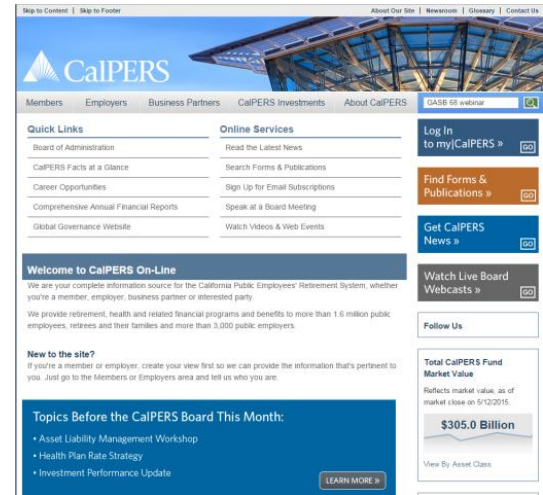 Skip to Content | Skip to Footer
About Our Site | Newsroom | Glossary | Contact Us
CalPERS
Members Employers Business Partners CalPERS Investments About CalPERS
GASB 68 webinar
Quick Links
Board of Administration
CalPERS Facts at a Glance
Career Opportunities
Comprehensive Annual Financial Reports
Global Governance Website
Online Services
Read the Latest News
Search Forms & Publications
Sign Up for Email Subscriptions
Speak at a Board Meeting
Watch Videos & Web Events
Log In
to my|CalPERS »
GO
Find Forms &
Publications »
GO
Get CalPERS
News »
GO
Watch Live Board
Webcasts »
GO
Welcome to CalPERS On-Line
We are your complete information source for the California Public Employees' Retirement System, whether
you're a member, employer, business partner or interested party.
We provide retirement, health and related financial programs and benefits to more than 1.6 million public
employees, retirees and their families and more than 3,000 public employers.
New to the site?
If you're a member or employer, create your view first so we can provide the information that's pertinent to
you. Just go to the Members or Employers area and tell us who you are.
Topics Before the CalPERS Board This Month:
• Asset Liability Management Workshop
• Health Plan Rate Strategy
• Investment Performance Update
LEARN MORE »
Follow Us
Total CalPERS Fund
Market Value
Reflects market value, as of
market close on 5/12/2015.
$305.0 Billion
View By Asset Class